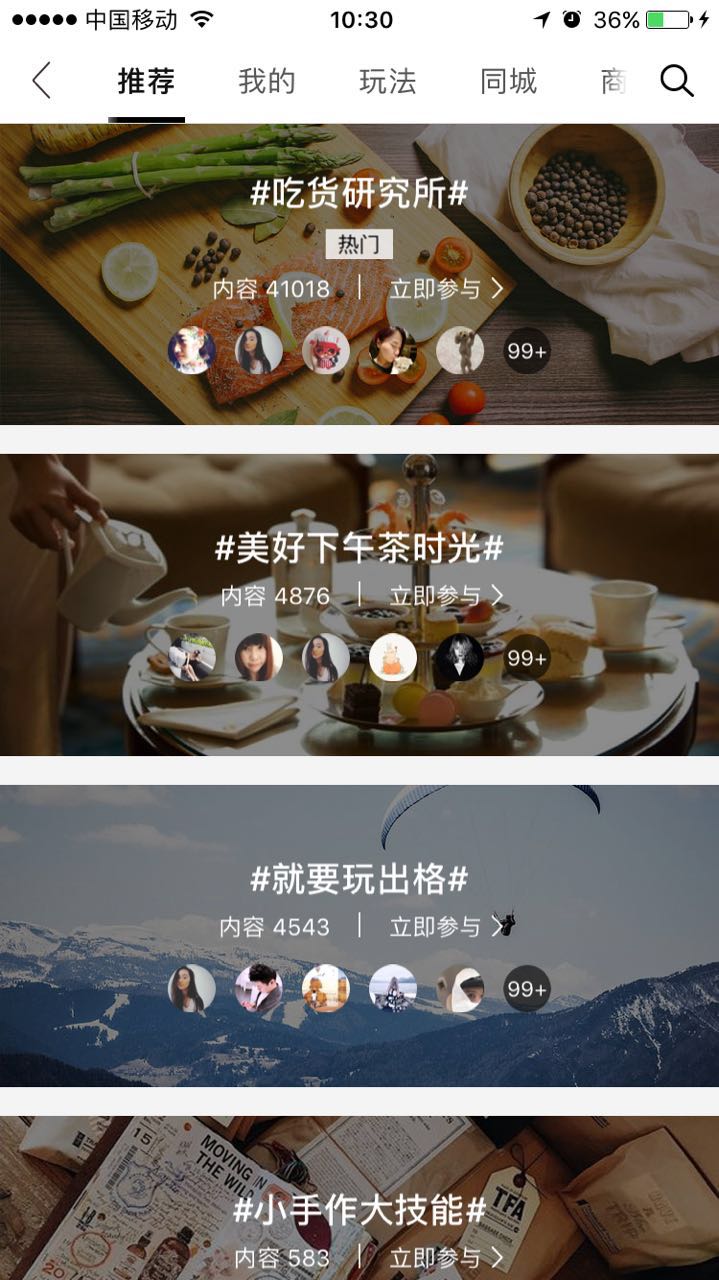 中国移动 10:30 36%
推荐 我的 玩法 同城 商
#吃货研究所#
热门
内容 41018 | 立即参与
99+
#美好下午茶时光#
内容 4876 | 立即参与
99+
#就要玩出格#
内容 4543 | 立即参与
99+
15
MOVING IN
THE WILD
TFA
#小手作大技能#
内容 583 | 立即参与
20